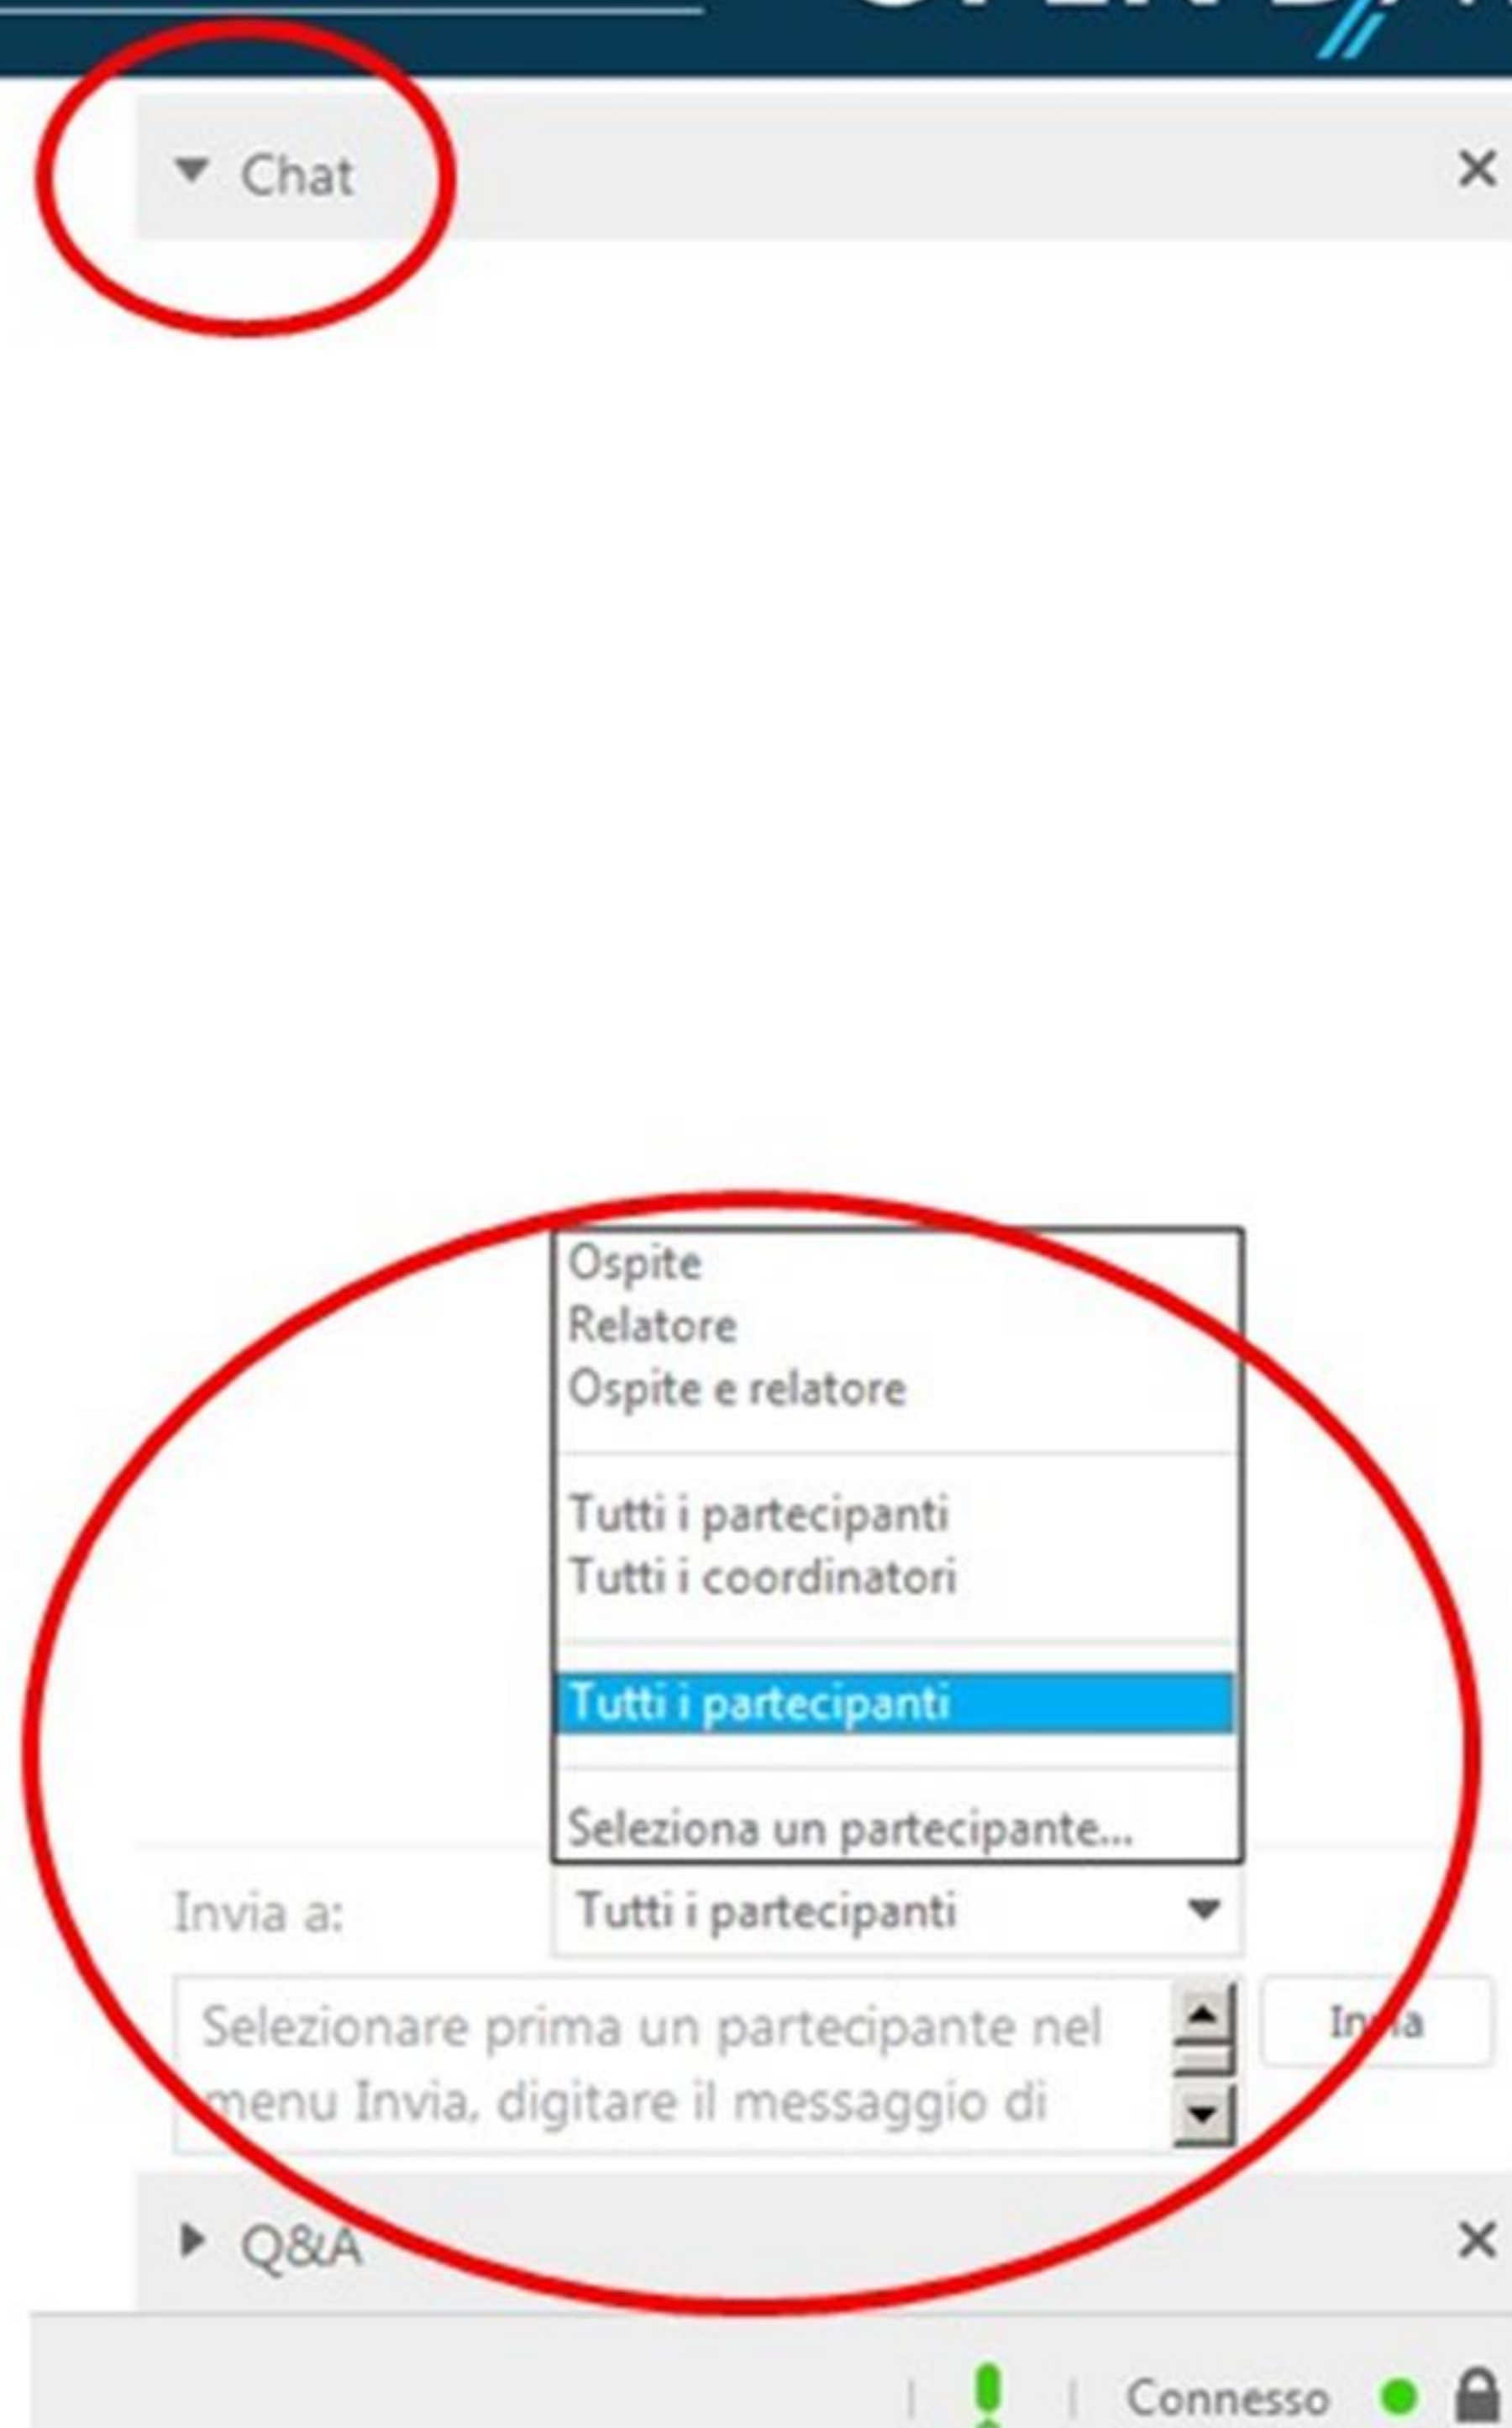 Chat
Ospite
Relatore
Ospite e relatore
Tutti i partecipanti
Tutti i coordinatori
Tutti i partecipanti
Seleziona un partecipante...
Invia a: Tutti i partecipanti
Selezionare prima un partecipante nel
menu Invia, digitare il messaggio di
Invia
Q&A
Connesso